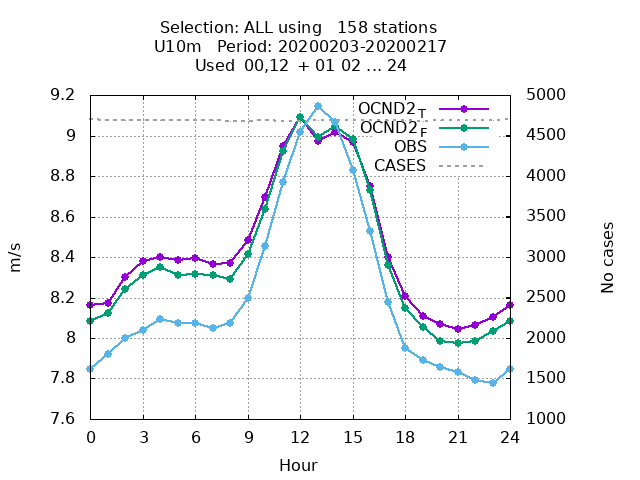 Selection: ALL using 158 stations
U10m Period: 20200203-20200217
Used 00,12 + 01 02 ... 24
9.2 5000
OCND2T
9 4500
OCND2F
OBS
CASES
8.8 4000
8.6 3500
8.4 3000
8.2 2500
8 2000
7.8 1500
7.6 1000
m/s
No cases
0 3 6 9 12 15 18 21 24
Hour